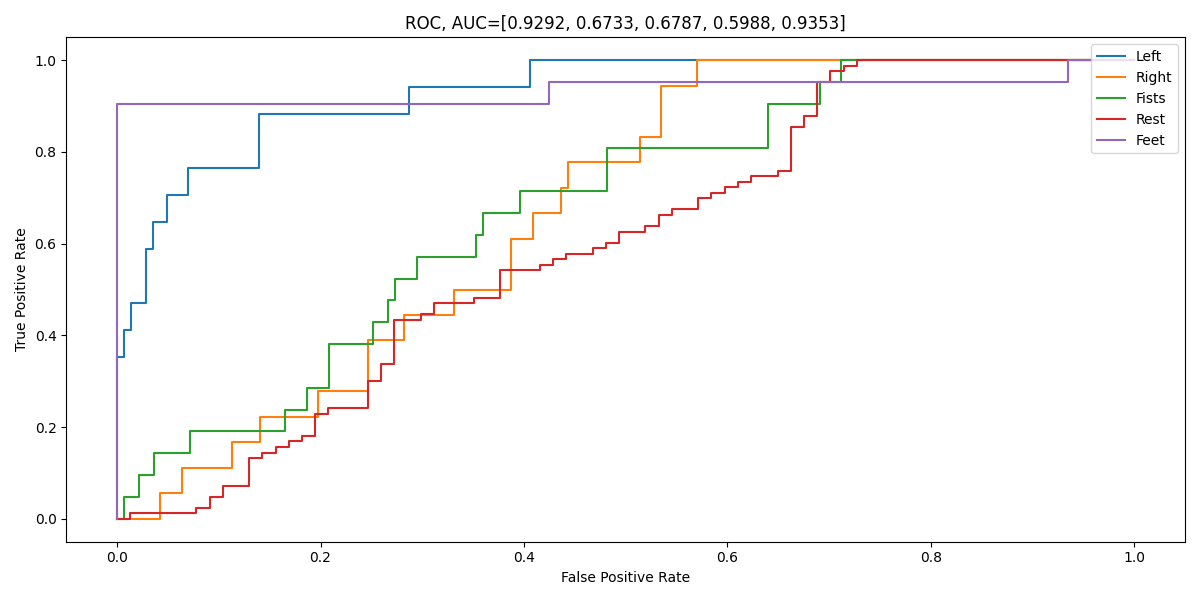 ROC, AUC=[0.9292, 0.6733, 0.6787, 0.5988, 0.9353]
1.0
0.8
0.6
0.4
0.2
0.0
True Positive Rate
Left
Right
Fists
Rest
Feet
0.0 0.2 0.4 0.6 0.8 1.0
False Positive Rate